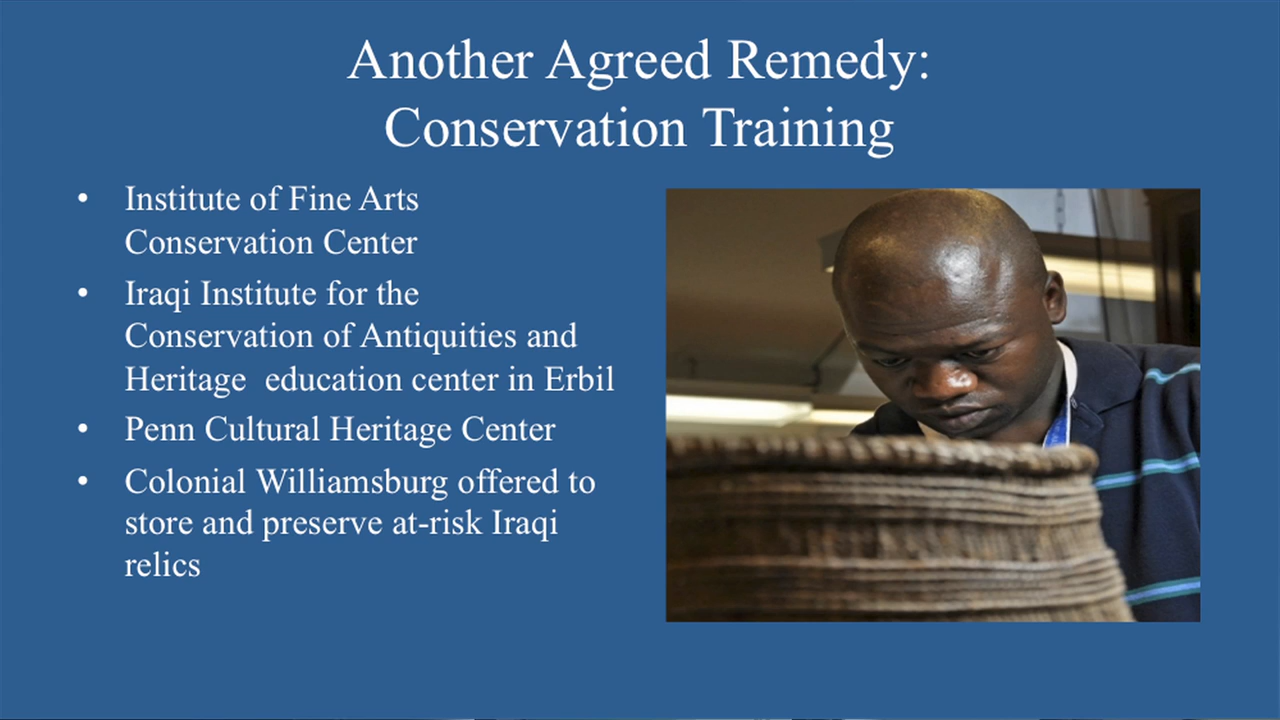 Another Agreed Remedy:
Conservation Training
• Institute of Fine Arts
Conservation Center
• Iraqi Institute for the
Conservation of Antiquities and
Heritage  education center in Erbil
• Penn Cultural Heritage Center
• Colonial Williamsburg offered to
store and preserve at-risk Iraqi
relics